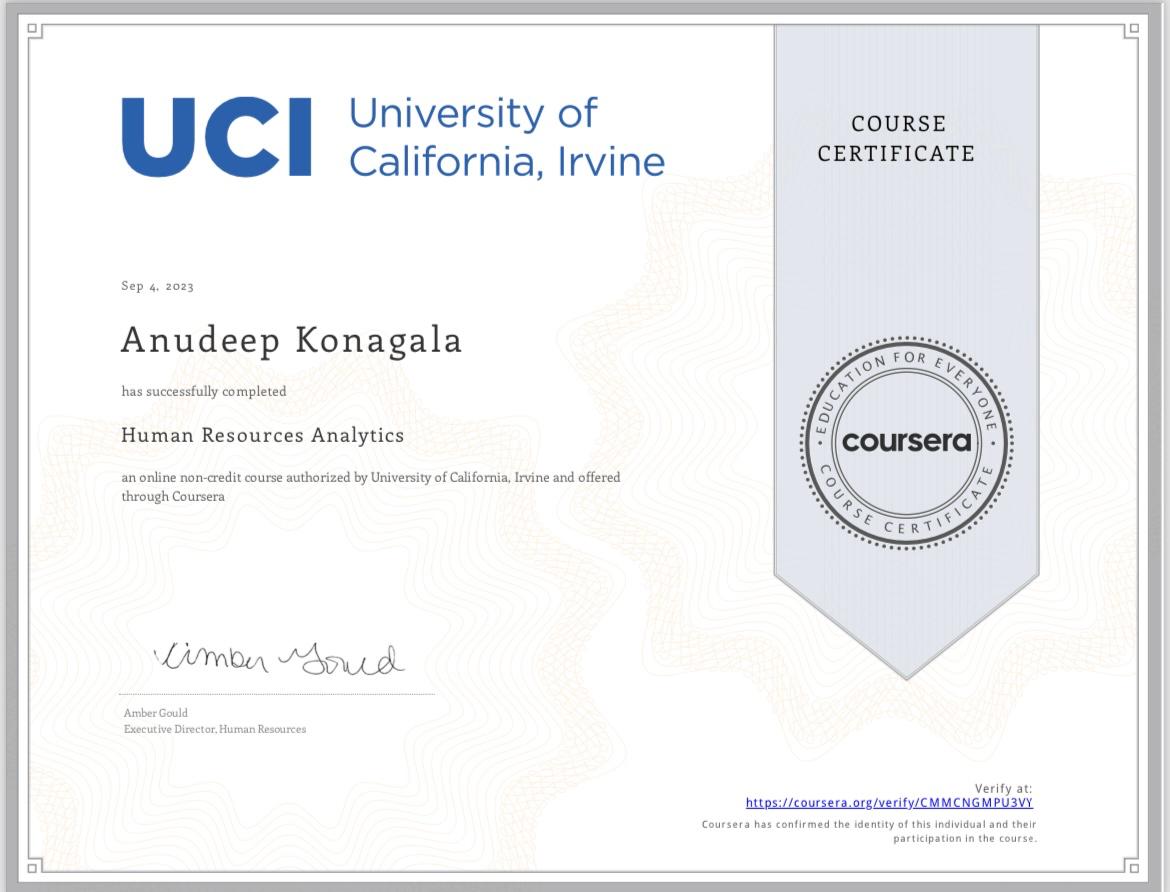 UCI University of
California, Irvine
COURSE
CERTIFICATE
Sep 4, 2023
Anudeep Konagala
has successfully completed
Human Resources Analytics
an online non-credit course authorized by University of California, Irvine and offered
through Coursera
EDUCATION FOR EVERYONE
coursera
COURSE CERTIFICATE
Amber Gould
Amber Gould
Executive Director, Human Resources
Verify at:
https://coursera.org/verify/CMMCNGMPU3VY
Coursera has confirmed the identity of this individual and their
participation in the course.